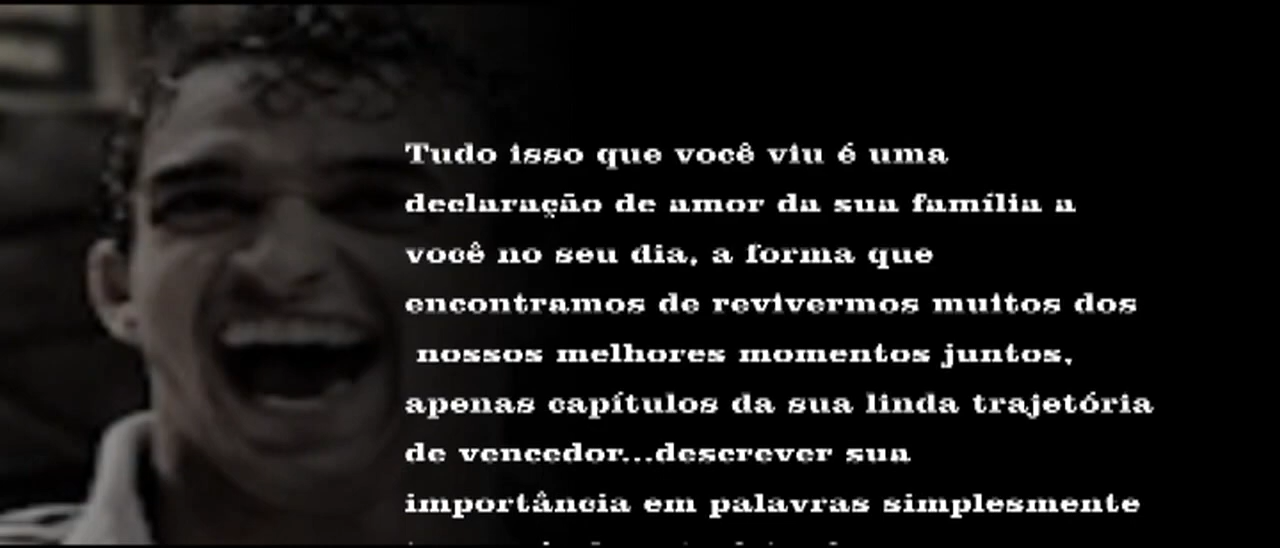 Tudo isso que você viu é uma
declaração de amor da sua família a
você no seu dia, a forma que
encontramos de revivermos muitos dos
nossos melhores momentos juntos,
apenas capítulos da sua linda trajetória
de vencedor...descrever sua
importância em palavras simplesmente